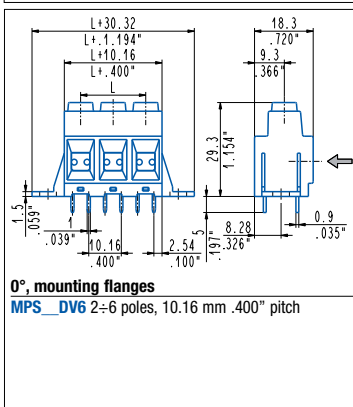 L+30.32
L+.1.194"
L+10.16
L+.400"
L
18.3
.720"
9.3
.366"
29.3
1.154"
1.5
.059"
1
.039"
10.16
.400"
2.54
.100"
5
.197"
8.28
.326"
0.9
.035"
0°, mounting flanges
MPS__DV6 2÷6 poles, 10.16 mm .400” pitch